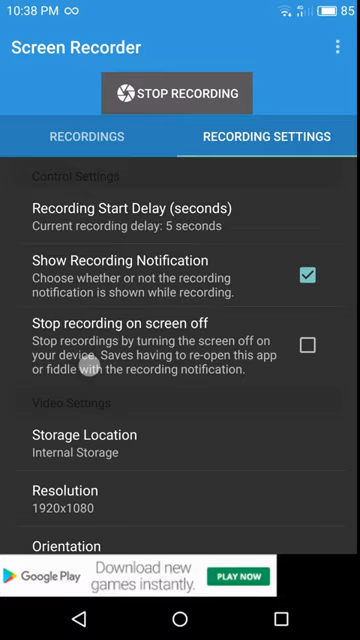 10:38 PM
85
Screen Recorder
STOP RECORDING
RECORDINGS
RECORDING SETTINGS
Control Settings
Recording Start Delay (seconds)
Current recording delay: 5 seconds
Show Recording Notification
Choose whether or not the recording
notification is shown while recording.
Stop recording on screen off
Stop recordings by turning the screen off on
your device. Saves having to re-open this app
or fiddle with the recording notification.
Video Settings
Storage Location
Internal Storage
Resolution
1920x1080
Orientation
Google Play
Download new
games instantly.
PLAY NOW